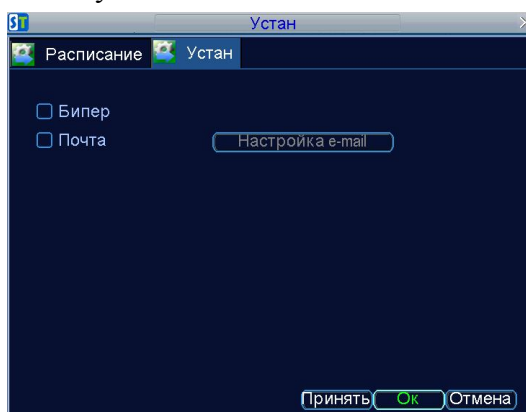 ST Устан
Расписание Устан
Бипер
Почта Настройка e-mail
Принять Ок Отмена